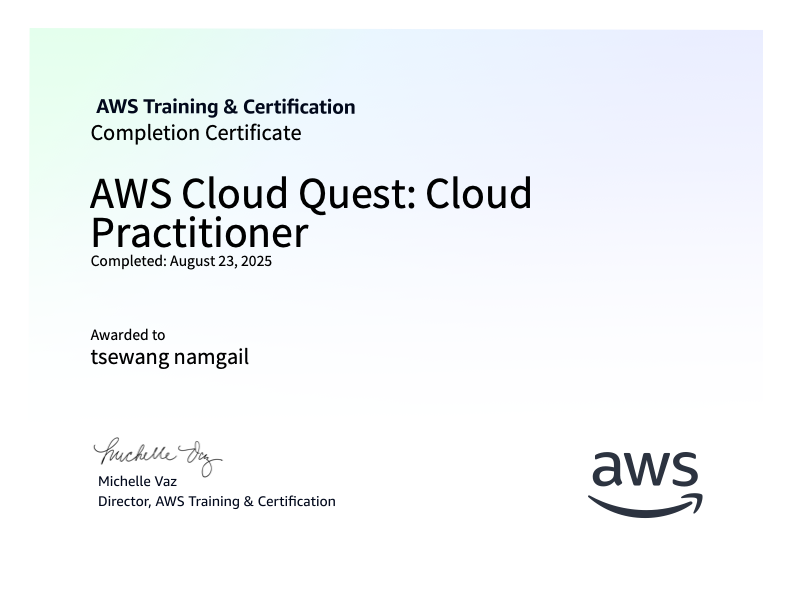 AWS Training & Certification
Completion Certificate
AWS Cloud Quest: Cloud
Practitioner
Completed: August 23, 2025
Awarded to
tsewang namgail
Michelle Vaz
Michelle Vaz
Director, AWS Training & Certification
aws